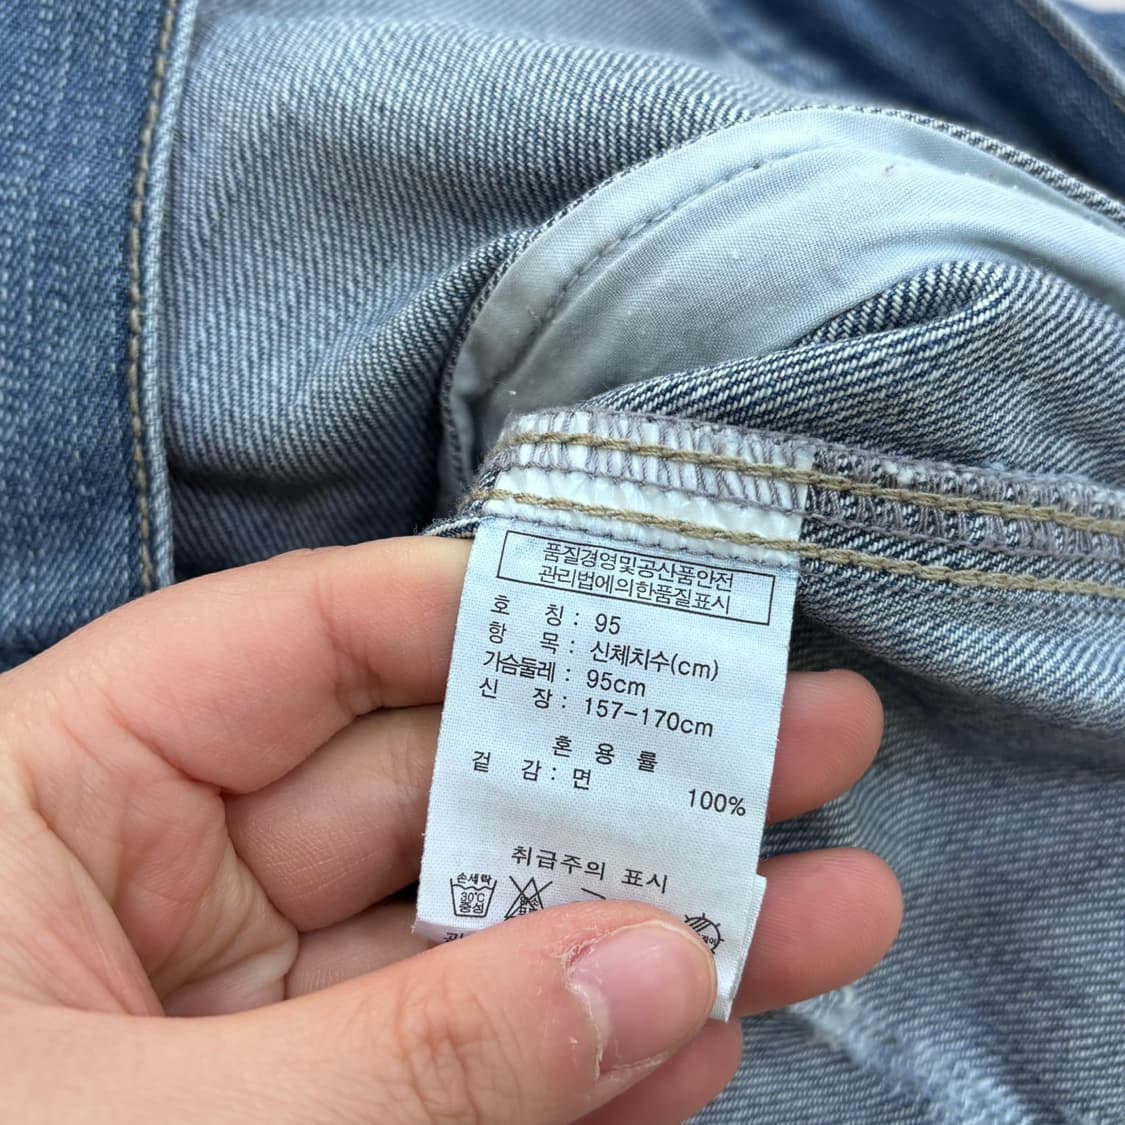 품질경영및공산품안전
관리법에의한품질표시
호 칭 : 95
항 목 : 신체치수(cm)
가슴둘레 : 95cm
신 장 : 157-170cm
혼 용 률
겉 감 : 면 100%
취급주의 표시
손세탁
30℃
중성